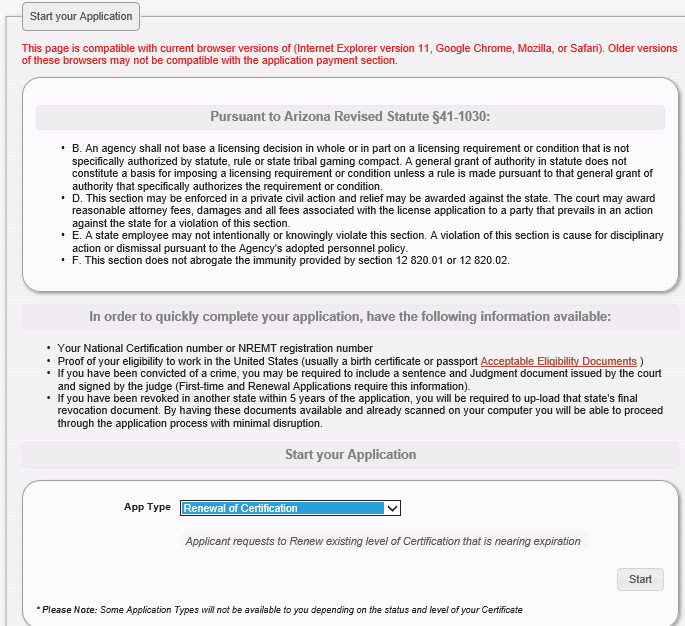 Start your Application
This page is compatible with current browser versions of (Internet Explorer version 11, Google Chrome, Mozilla, or Safari). Older versions
of these browsers may not be compatible with the application payment section.
Pursuant to Arizona Revised Statute §41-1030:
• B. An agency shall not base a licensing decision in whole or in part on a licensing requirement or condition that is not
specifically authorized by statute, rule or state tribal gaming compact. A general grant of authority in statute does not
constitute a basis for imposing a licensing requirement or condition unless a rule is made pursuant to that general grant of
authority that specifically authorizes the requirement or condition.
• D. This section may be enforced in a private civil action and relief may be awarded against the state. The court may award
reasonable attorney fees, damages and all fees associated with the license application to a party that prevails in an action
against the state for a violation of this section.
• E. A state employee may not intentionally or knowingly violate this section. A violation of this section is cause for disciplinary
action or dismissal pursuant to the Agency's adopted personnel policy.
• F. This section does not abrogate the immunity provided by section 12 820.01 or 12 820.02.
In order to quickly complete your application, have the following information available:
• Your National Certification number or NREMT registration number
• Proof of your eligibility to work in the United States (usually a birth certificate or passport Acceptable Eligibility Documents )
• If you have been convicted of a crime, you may be required to include a sentence and Judgment document issued by the court
and signed by the judge (First-time and Renewal Applications require this information).
• If you have been revoked in another state within 5 years of the application, you will be required to up-load that state's final
revocation document. By having these documents available and already scanned on your computer you will be able to proceed
through the application process with minimal disruption.
Start your Application
App Type Renewal of Certification
Applicant requests to Renew existing level of Certification that is nearing expiration
Start
* Please Note: Some Application Types will not be available to you depending on the status and level of your Certificate